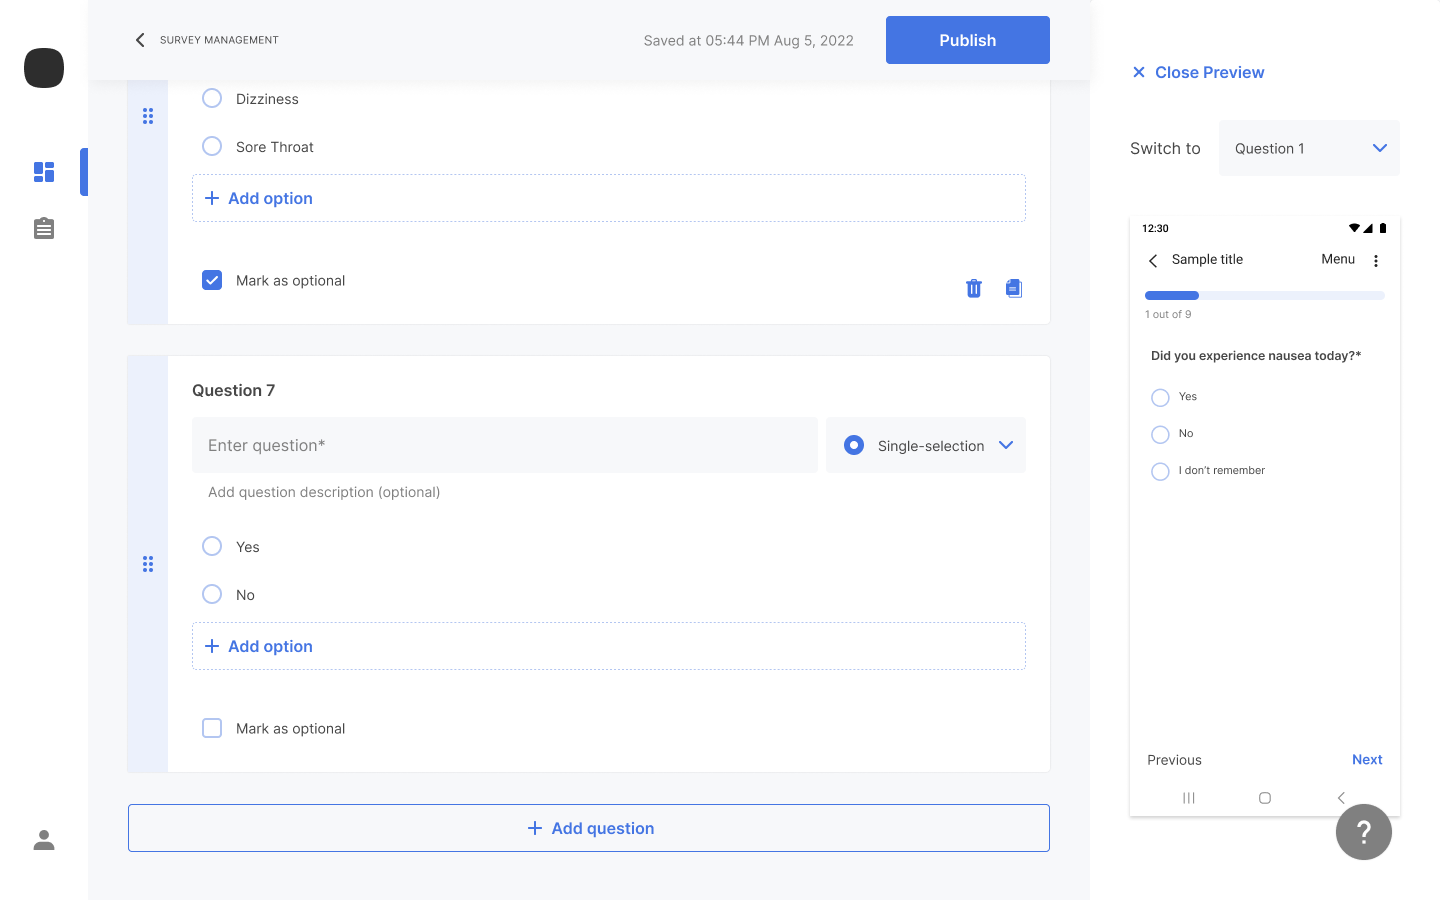 SURVEY MANAGEMENT
Saved at 05:44 PM Aug 5, 2022
Publish
Dizziness
Sore Throat
Add option
Mark as optional
Question 7
Enter question*
Single-selection
Add question description (optional)
Yes
No
Add option
Mark as optional
Add question
Close Preview
Switch to
Question 1
12:30
Sample title
Menu
1 out of 9
Did you experience nausea today?*
Yes
No
I don't remember
Previous
Next
?